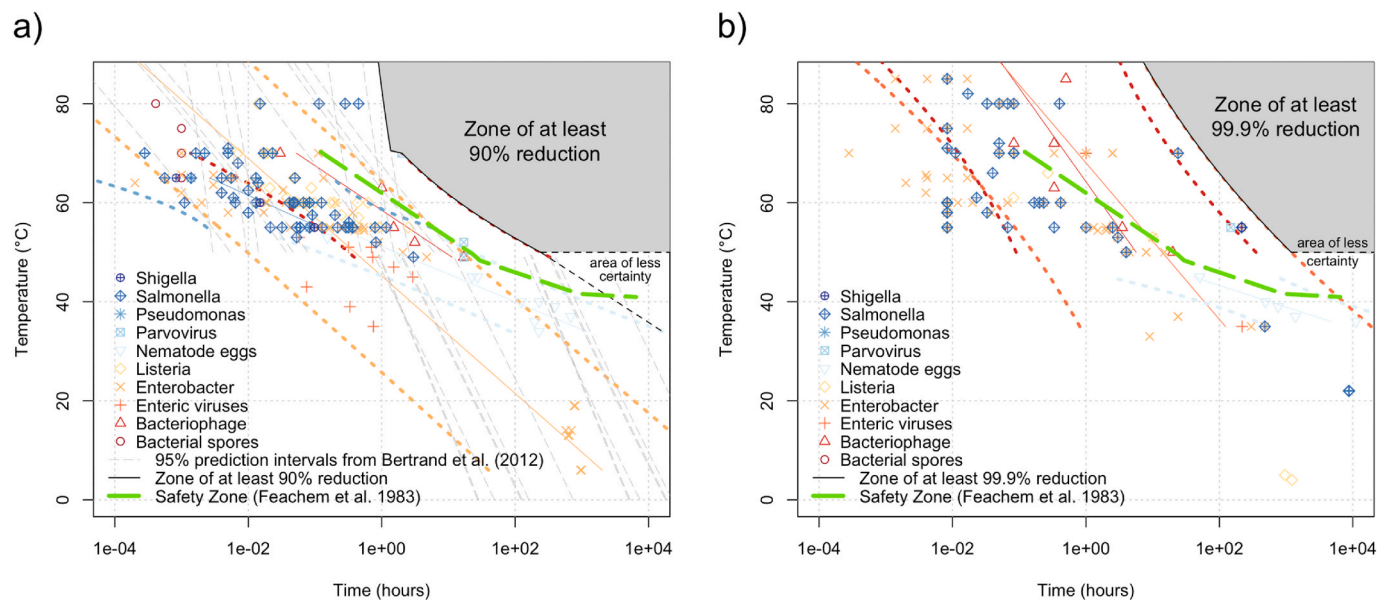 a)
Temperature (°C)
80
60
40
20
0
Zone of at least
90% reduction
area of less
certainty
Shigella
Salmonella
Pseudomonas
Parvovirus
Nematode eggs
Listeria
Enterobacter
Enteric viruses
Bacteriophage
Bacterial spores
95% prediction intervals from Bertrand et al. (2012)
Zone of at least 90% reduction
Safety Zone (Feachem et al. 1983)
1e-04 1e-02 1e+00 1e+02 1e+04
Time (hours)
b)
Temperature (°C)
80
60
40
20
0
Zone of at least
99.9% reduction
area of less
certainty
Shigella
Salmonella
Pseudomonas
Parvovirus
Nematode eggs
Listeria
Enterobacter
Enteric viruses
Bacteriophage
Bacterial spores
Zone of at least 99.9% reduction
Safety Zone (Feachem et al. 1983)
1e-04 1e-02 1e+00 1e+02 1e+04
Time (hours)